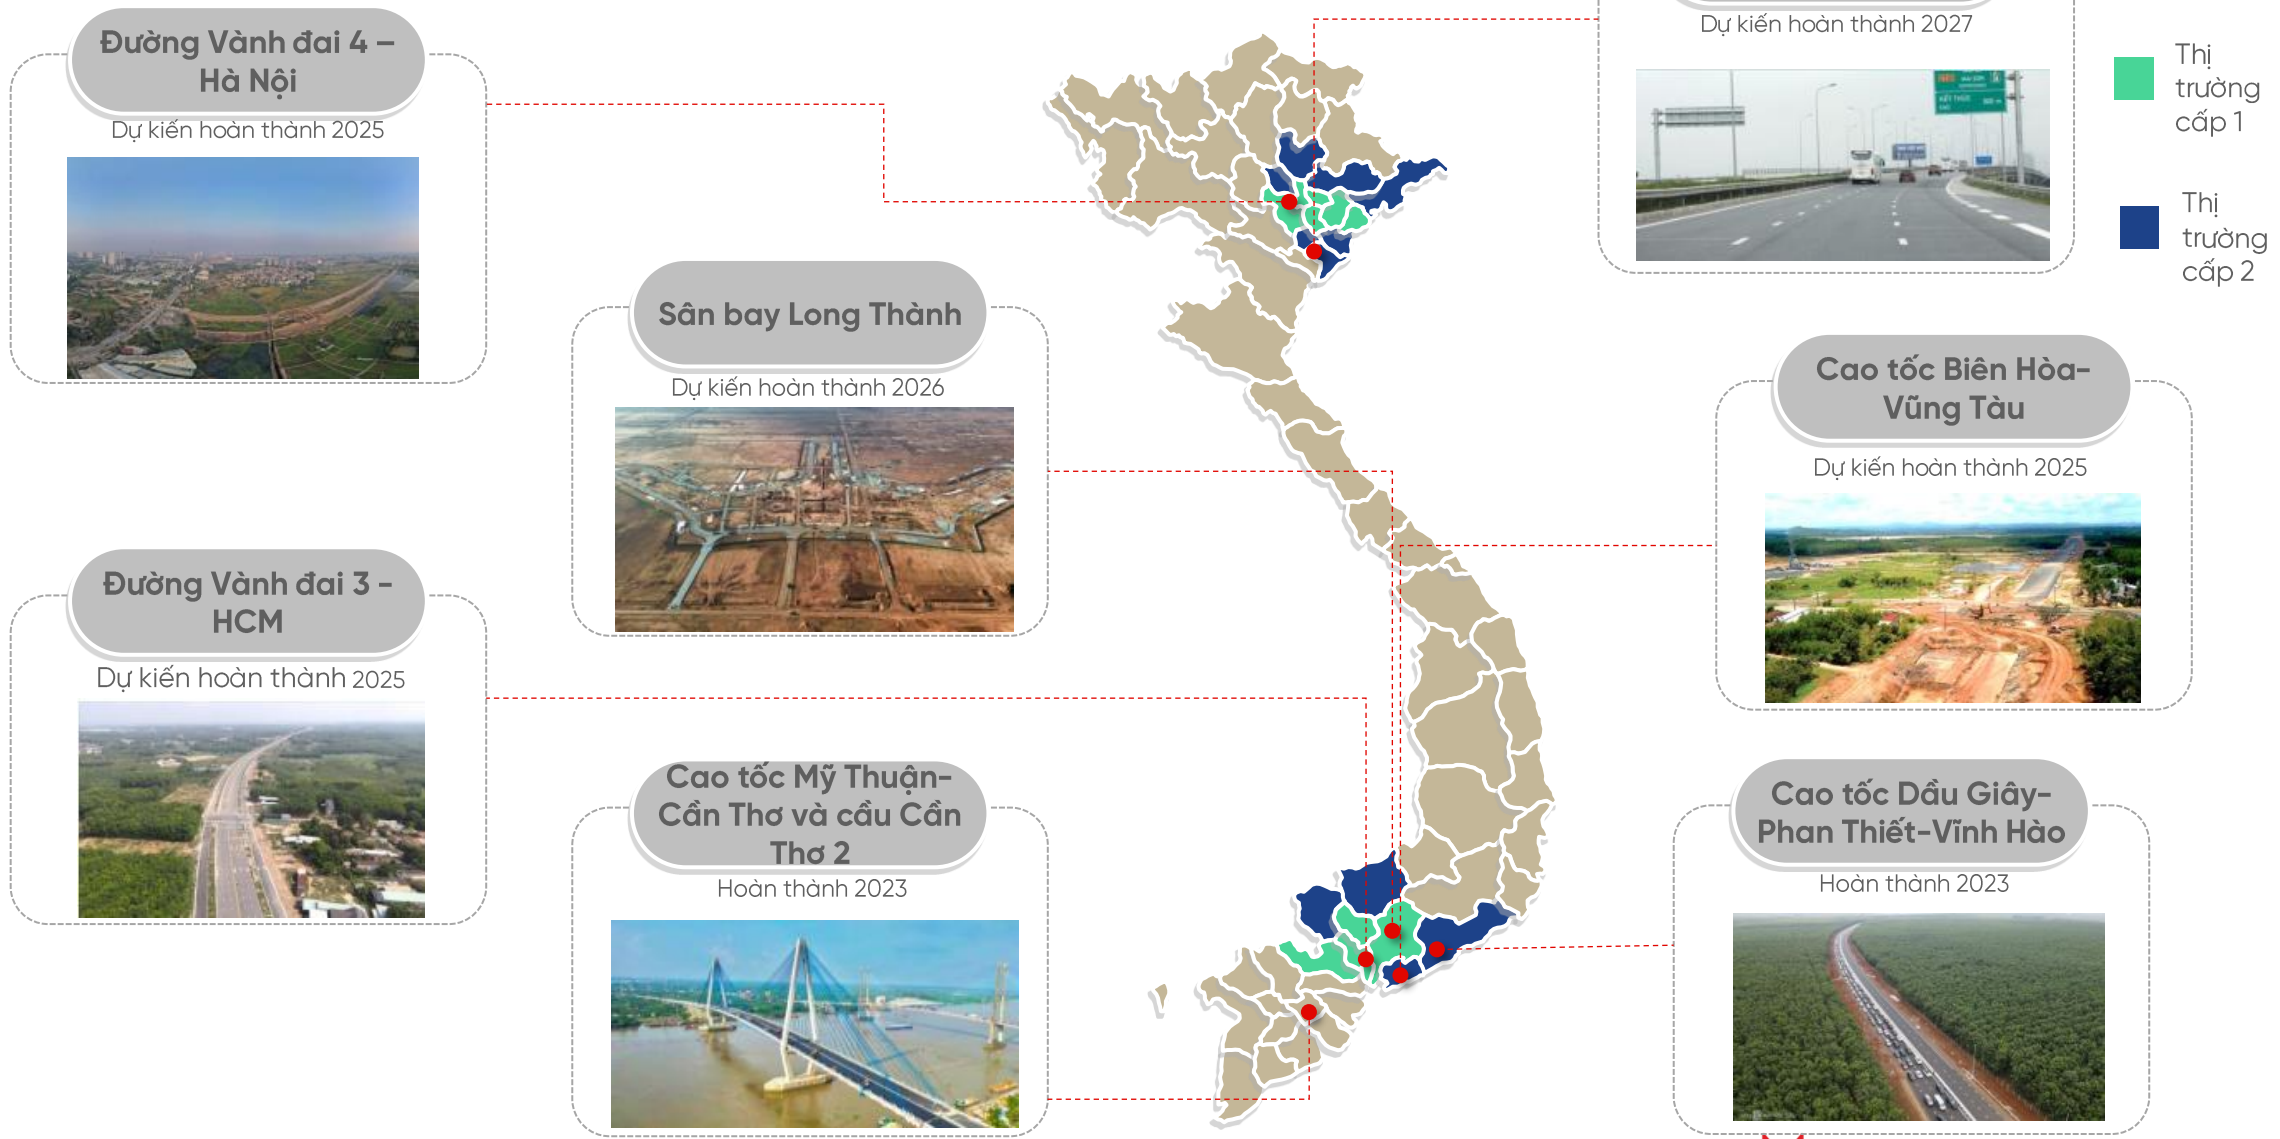 Đường Vành đai 4 –
Hà Nội
Dự kiến hoàn thành 2025
Dự kiến hoàn thành 2027
Thị
trường
cấp 1
Thị
trường
cấp 2
Sân bay Long Thành
Dự kiến hoàn thành 2026
Cao tốc Biên Hòa-
Vũng Tàu
Dự kiến hoàn thành 2025
Đường Vành đai 3 -
HCM
Dự kiến hoàn thành 2025
Cao tốc Mỹ Thuận-
Cần Thơ và cầu Cần
Thơ 2
Hoàn thành 2023
Cao tốc Dầu Giây-
Phan Thiết-Vĩnh Hào
Hoàn thành 2023